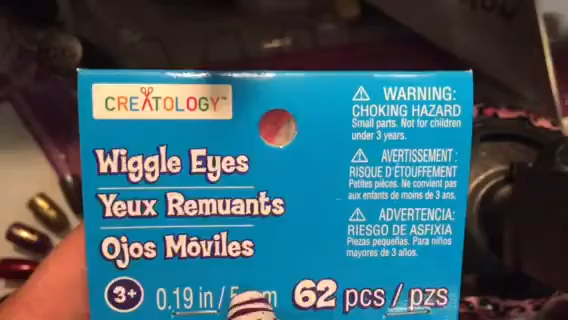 CREATOLOGY™
Wiggle Eyes
Yeux Remuants
Ojos Móviles
3+
0.19 in /
62 pcs / pzs
⚠ WARNING:
CHOKING HAZARD
Small parts. Not for children
under 3 years.
⚠ AVERTISSEMENT :
RISQUE D'ÉTOUFFEMENT
Petites pièces. Ne convient pas
aux enfants de moins de 3 ans.
⚠ ADVERTENCIA:
RIESGO DE ASFIXIA
Piezas pequeñas. Para niños
mayores de 3 años.